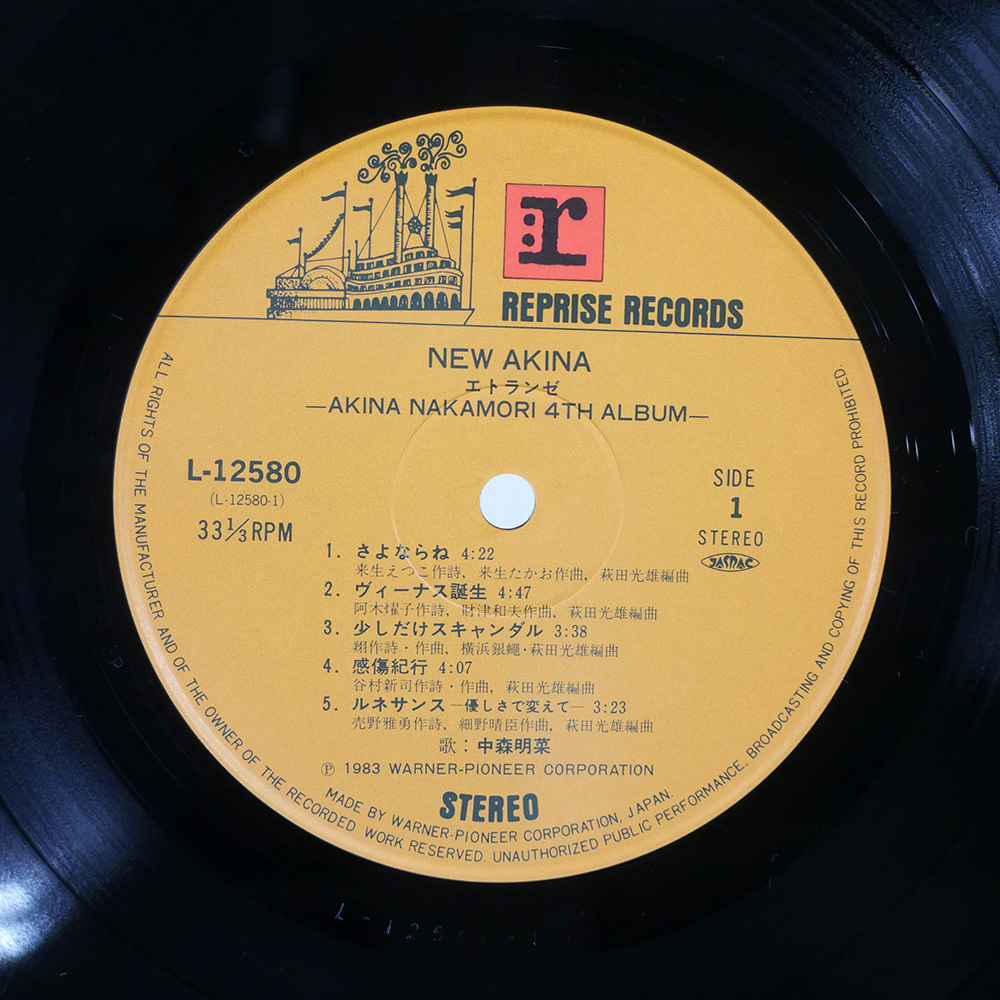 r
REPRISE RECORDS
NEW AKINA
エトランゼ
—AKINA NAKAMORI 4TH ALBUM—
L-12580
(L-12580-1)
33⅓RPM
SIDE
1
STEREO
JASRAC
1. さよならね 4:22
来生えつこ作詩，来生たかお作曲，萩田光雄編曲
2. ヴィーナス誕生 4:47
阿木燿子作詩，財津和夫作曲，萩田光雄編曲
3. 少しだけスキャンダル 3:38
翔作詩・作曲，横浜銀蠅・萩田光雄編曲
4. 感傷紀行 4:07
谷村新司作詩・作曲，萩田光雄編曲
5. ルネサンス —優しさで変えて— 3:23
売野雅勇作詩，細野晴臣作曲，萩田光雄編曲
歌：中森明菜
Ⓟ 1983 WARNER-PIONEER CORPORATION
STEREO
MADE BY WARNER-PIONEER CORPORATION, JAPAN.
ALL RIGHTS OF THE MANUFACTURER AND OF THE OWNER OF THE RECORDED WORK RESERVED. UNAUTHORIZED PUBLIC PERFORMANCE, BROADCASTING AND COPYING OF THIS RECORD PROHIBITED.